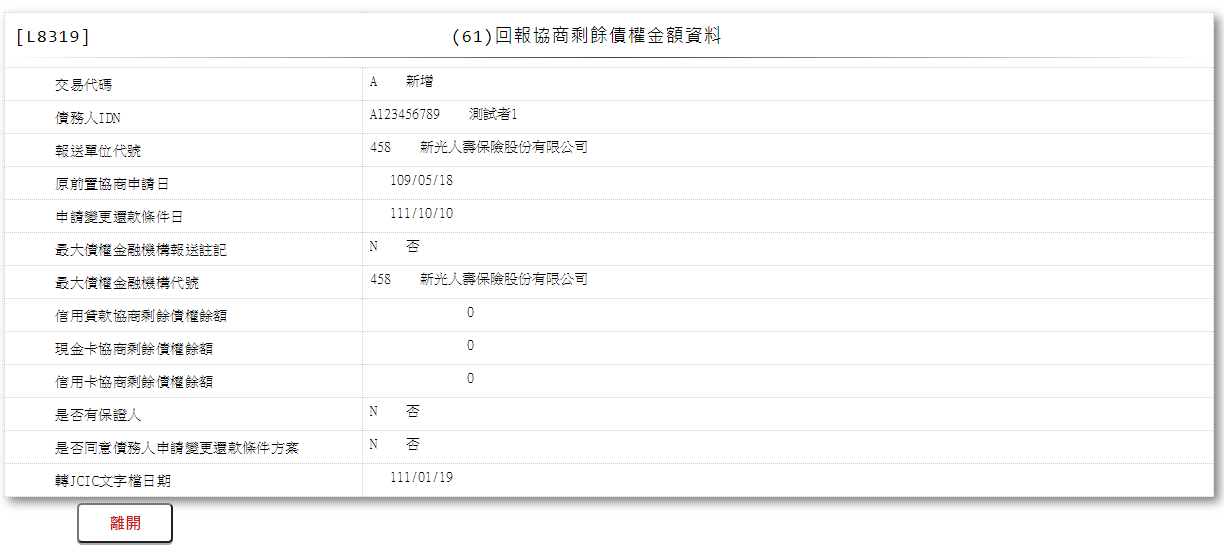 [L8319] (61)回報協商剩餘債權金額資料
交易代碼 A 新增
債務人IDN A123456789 測試者1
報送單位代號 458 新光人壽保險股份有限公司
原前置協商申請日 109/05/18
申請變更還款條件日 111/10/10
最大債權金融機構報送註記 N 否
最大債權金融機構代號 458 新光人壽保險股份有限公司
信用貸款協商剩餘債權餘額 0
現金卡協商剩餘債權餘額 0
信用卡協商剩餘債權餘額 0
是否有保證人 N 否
是否同意債務人申請變更還款條件方案 N 否
轉JCIC文字檔日期 111/01/19
離開